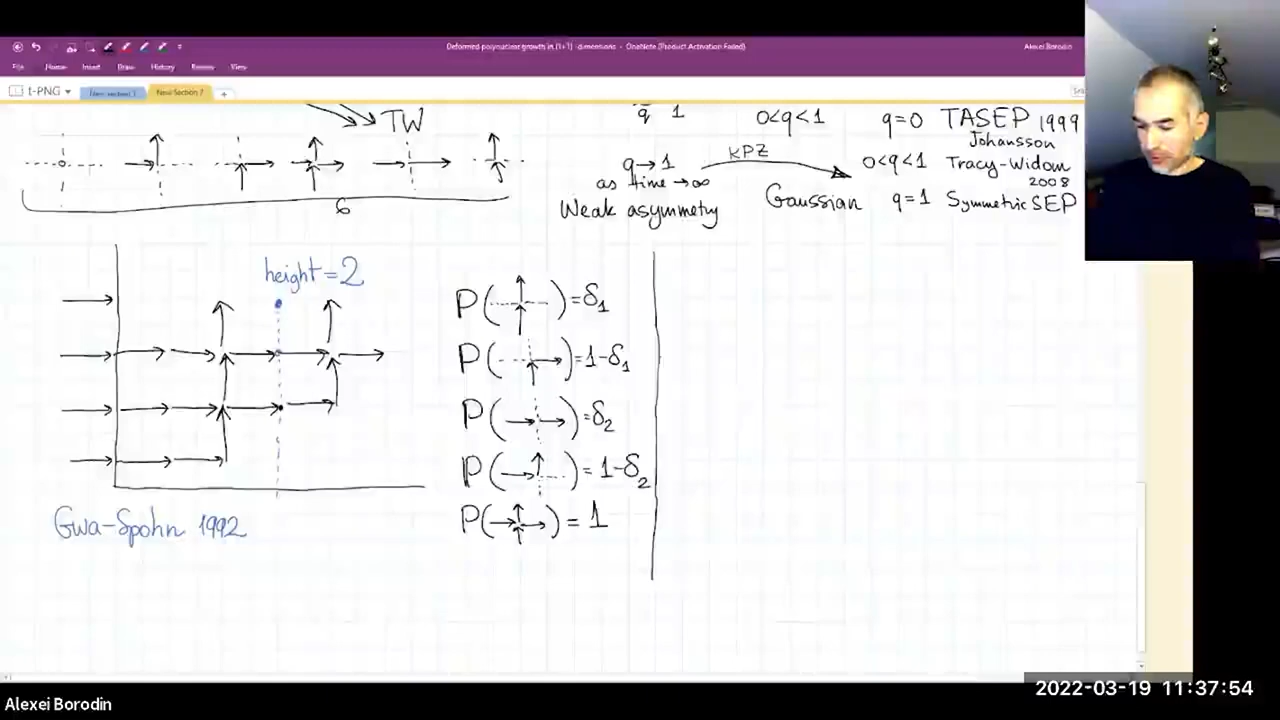 Deformed polynuclear growth in (1+1) -dimensions - OneNote (Product Activation Failed)
Alexei Borodin
File Home Insert Draw History Review View
t-PNG New Section 1 New Section 7 +
TW
q 1
0<q<1
q=0 TASEP 1999
Johansson
q→1
KPZ
0<q<1 Tracy-Widom
2008
as time→∞
Weak asymmetry
Gaussian
q=1 Symmetric SEP
6
height=2
P( )=δ1
P( )=1-δ1
P( )=δ2
P( )=1-δ2
P( )=1
Gwa-Spohn 1992
Alexei Borodin
2022-03-19 11:37:54